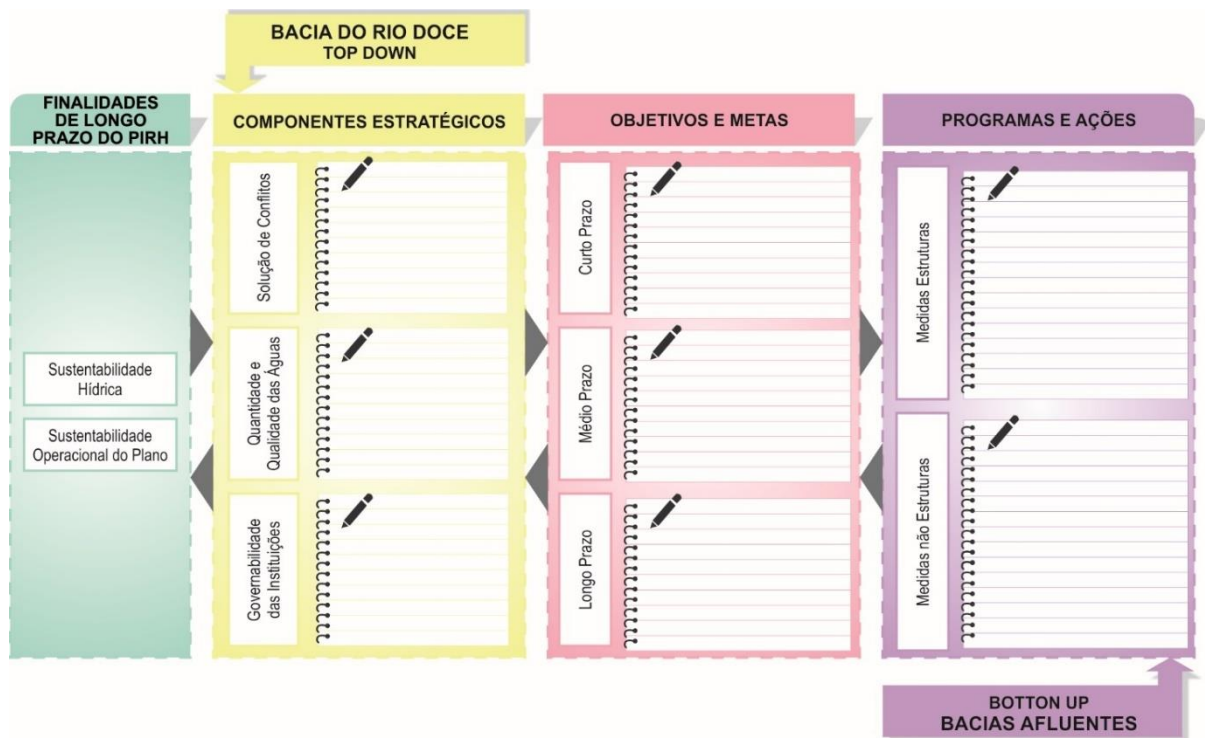 BACIA DO RIO DOCE
TOP DOWN
FINALIDADES
DE LONGO
PRAZO DO PIRH
COMPONENTES ESTRATÉGICOS
OBJETIVOS E METAS
PROGRAMAS E AÇÕES
Sustentabilidade
Hídrica
Sustentabilidade
Operacional do Plano
Solução de Conflitos
Quantidade e
Qualidade das Águas
Governabilidade
das Instituições
Curto Prazo
Médio Prazo
Longo Prazo
Medidas Estruturas
Medidas não Estruturas
BOTTON UP
BACIAS AFLUENTES